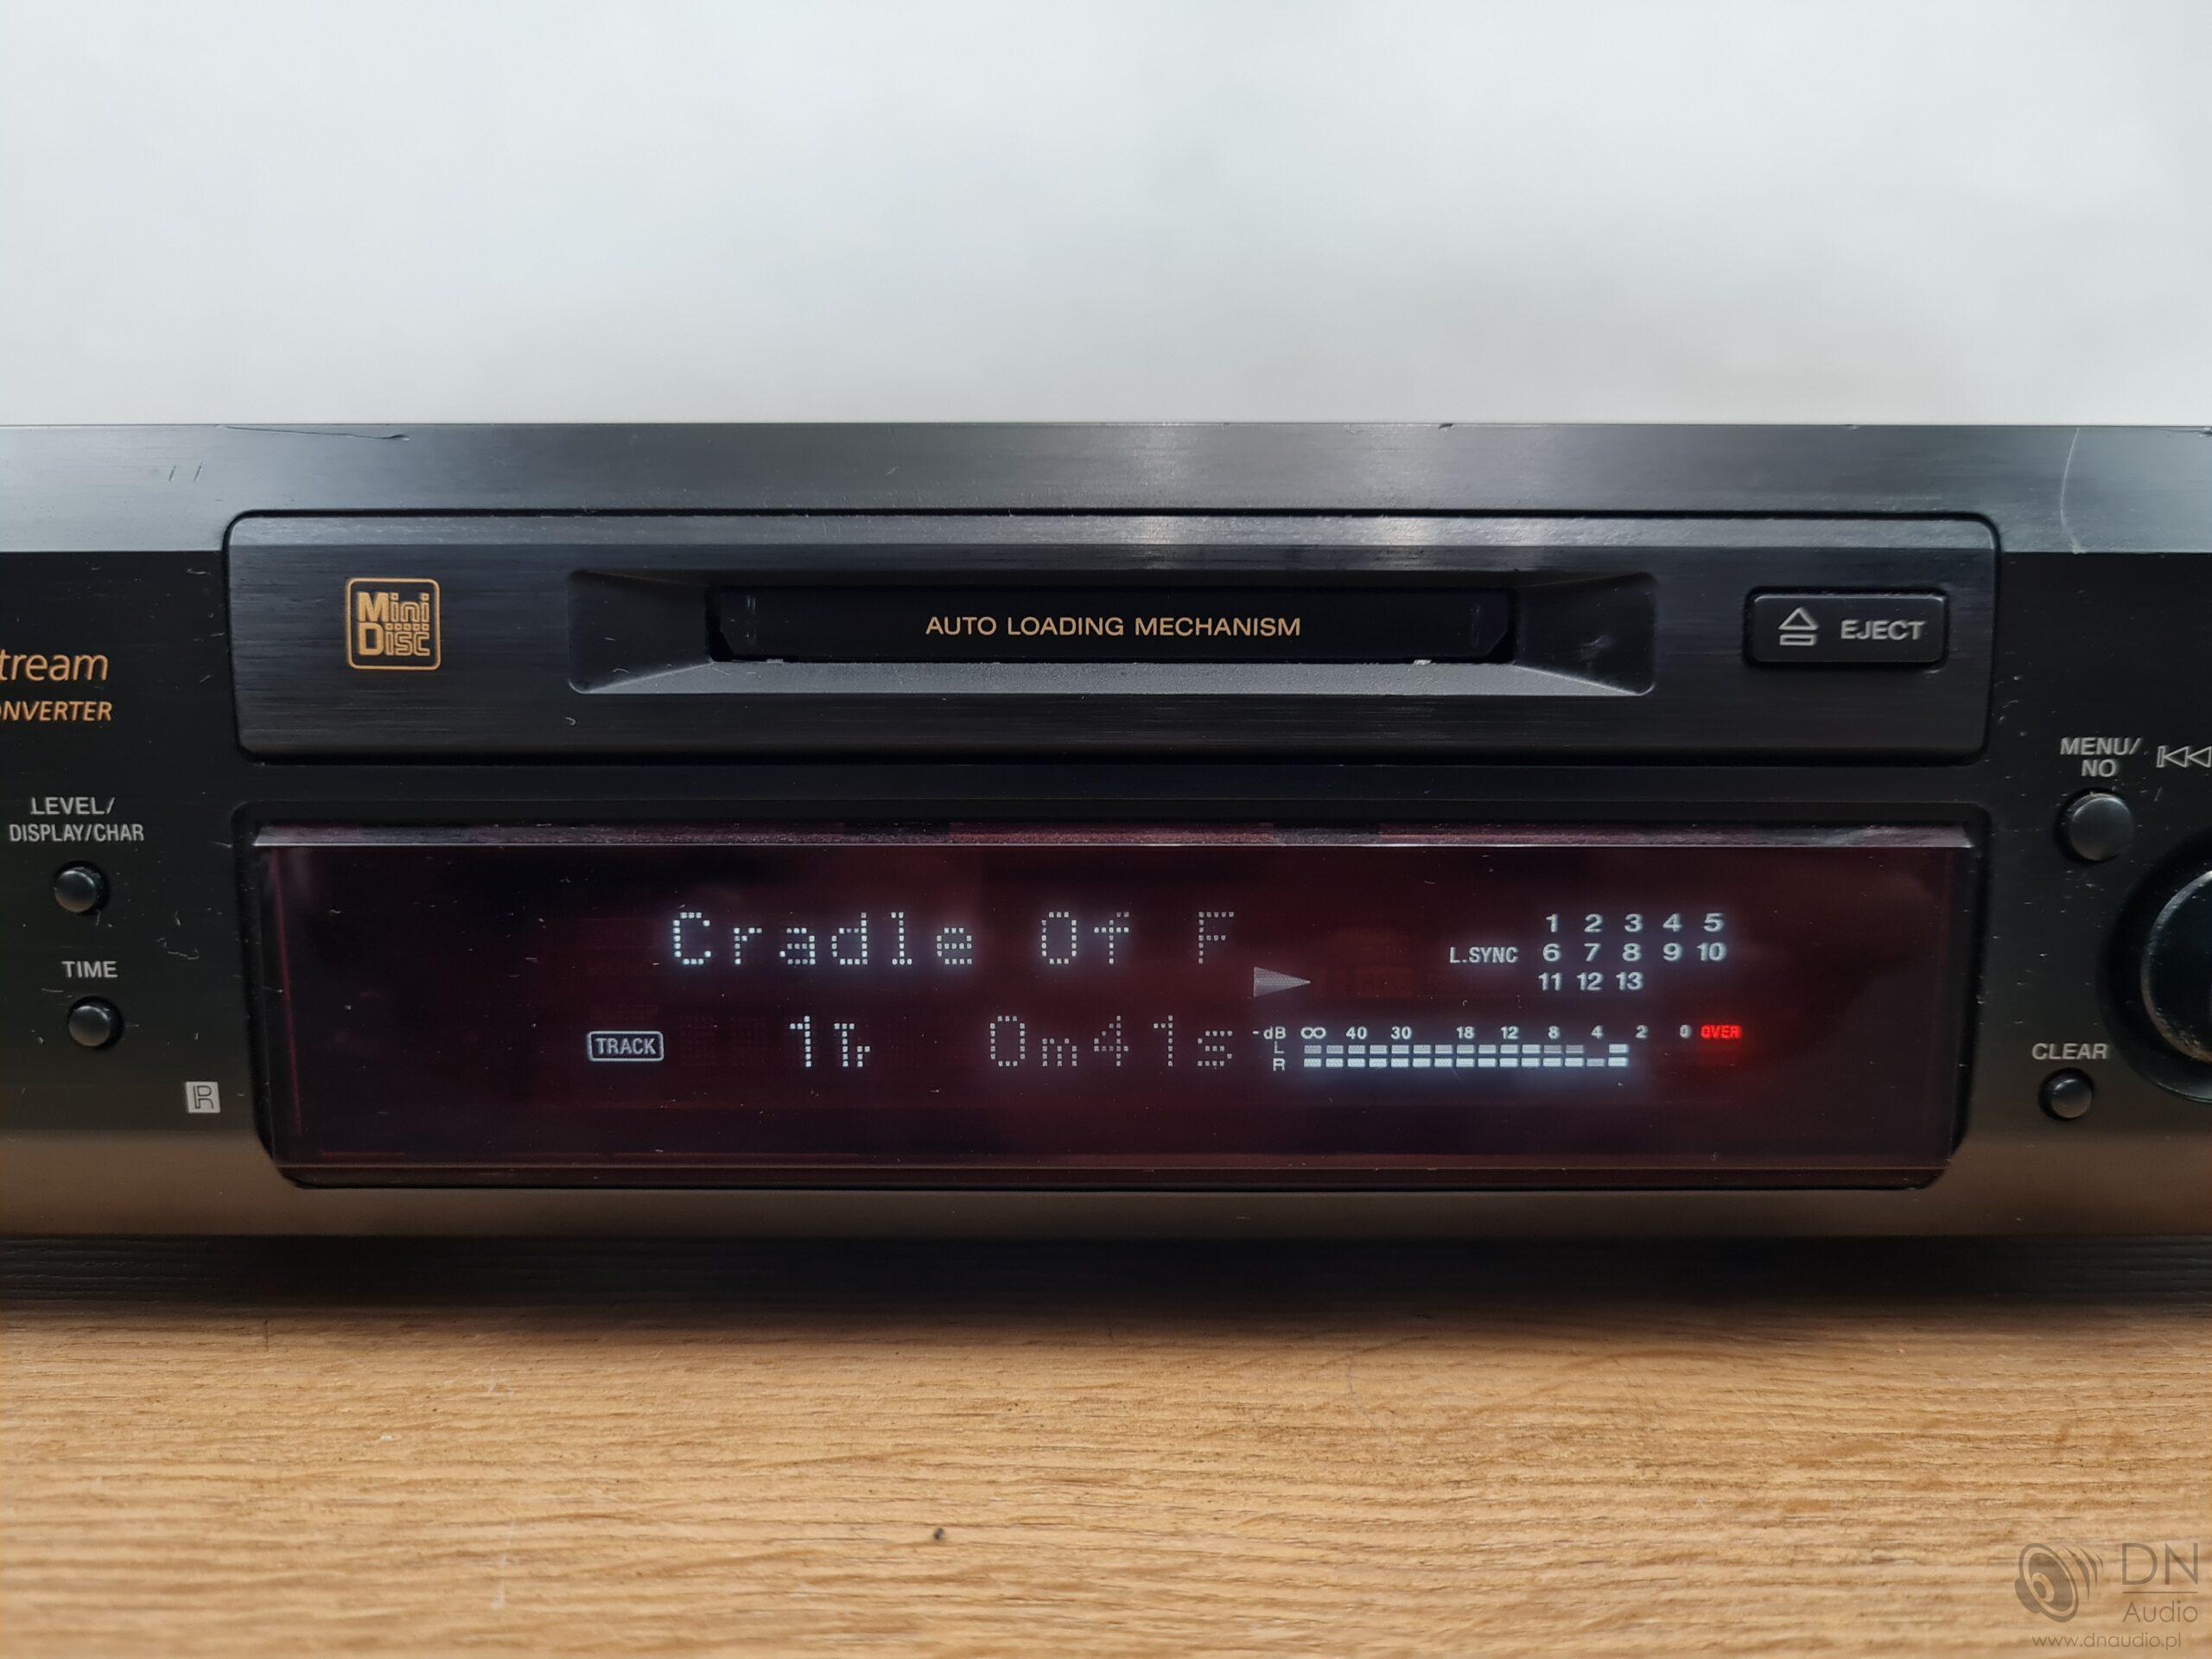 Mini
Disc
AUTO LOADING MECHANISM
EJECT
tream
ONVERTER
MENU/
NO
LEVEL/
DISPLAY/CHAR
TIME
Cradle Of F
L.SYNC
1 2 3 4 5
6 7 8 9 10
11 12 13
TRACK
1Tr 0m41s
-dB ∞ 40 30 18 12 8 4 2 0 OVER
L
R
CLEAR
R
DN
Audio
www.dnaudio.pl